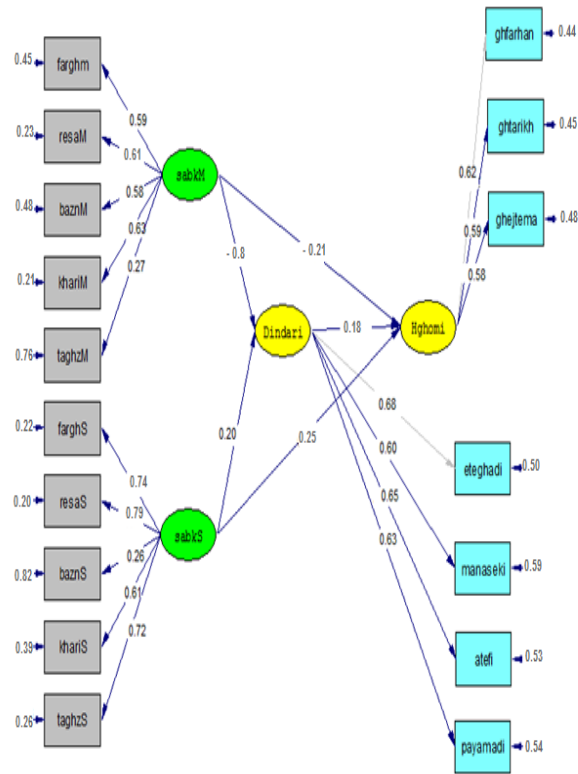 0.45
farghm
0.23
resaM
0.48
baznM
0.21
khariM
0.76
taghzM
0.22
farghS
0.20
resaS
0.82
baznS
0.39
khariS
0.26
taghzS
0.59
0.61
0.58
0.63
0.27
sabkM
0.74
0.79
0.26
0.61
0.72
sabkS
- 0.8
- 0.21
0.20
0.25
Dindari
0.18
Hghomi
0.62
0.59
0.58
ghfarhan
0.44
ghtarikh
0.45
ghejtema
0.48
0.68
0.60
0.65
0.63
eteghadi
0.50
manaseki
0.59
atefi
0.53
payamadi
0.54